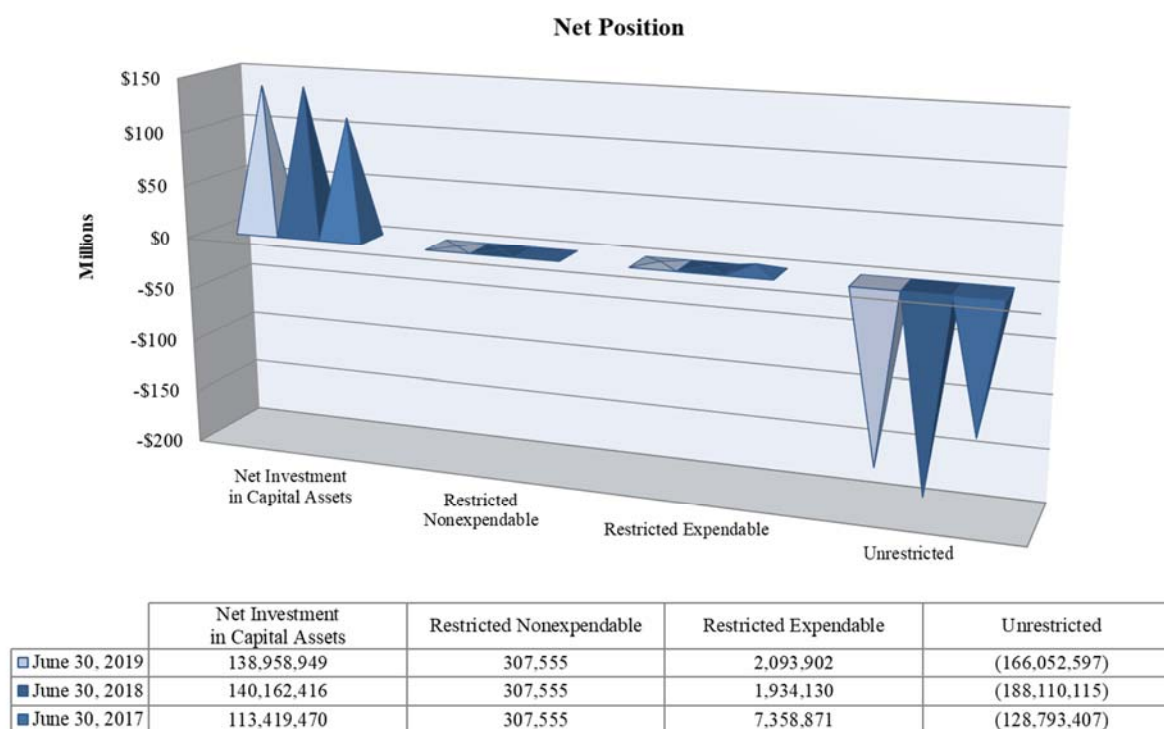 Net Position
$150
$100
$50
$0
-$50
-$100
-$150
-$200
Millions
Net Investment
in Capital Assets
Restricted
Nonexpendable
Restricted Expendable
Unrestricted
Net Investment
in Capital Assets
Restricted Nonexpendable
Restricted Expendable
Unrestricted
June 30, 2019 138,958,949 307,555 2,093,902 (166,052,597)
June 30, 2018 140,162,416 307,555 1,934,130 (188,110,115)
June 30, 2017 113,419,470 307,555 7,358,871 (128,793,407)